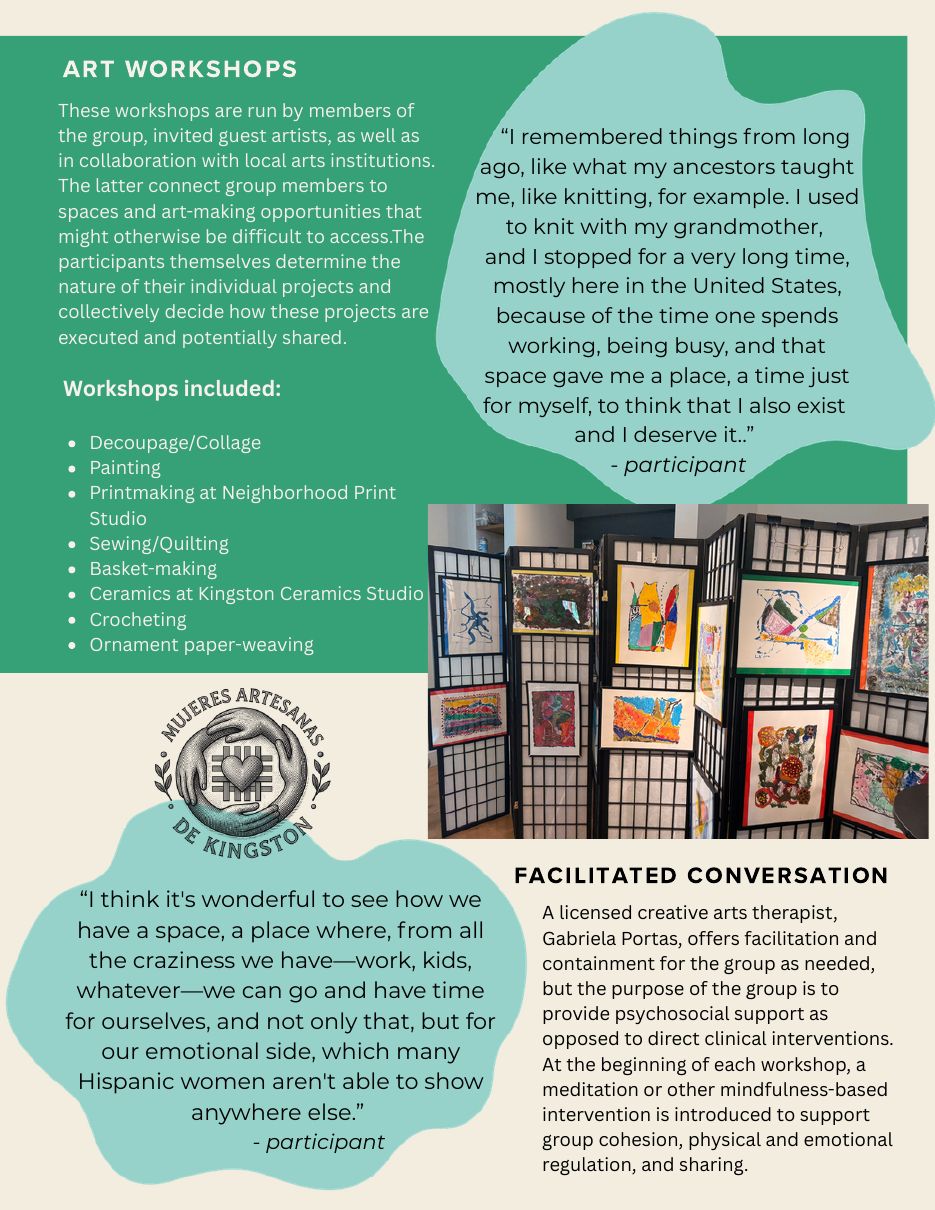 ART WORKSHOPS
These workshops are run by members of
the group, invited guest artists, as well as
in collaboration with local arts institutions.
The latter connect group members to
spaces and art-making opportunities that
might otherwise be difficult to access.The
participants themselves determine the
nature of their individual projects and
collectively decide how these projects are
executed and potentially shared.
Workshops included:
• Decoupage/Collage
• Painting
• Printmaking at Neighborhood Print
Studio
• Sewing/Quilting
• Basket-making
• Ceramics at Kingston Ceramics Studio
• Crocheting
• Ornament paper-weaving
“I remembered things from long
ago, like what my ancestors taught
me, like knitting, for example. I used
to knit with my grandmother,
and I stopped for a very long time,
mostly here in the United States,
because of the time one spends
working, being busy, and that
space gave me a place, a time just
for myself, to think that I also exist
and I deserve it..”
- participant
MUJERES ARTESANAS
DE KINGSTON
“I think it's wonderful to see how we
have a space, a place where, from all
the craziness we have—work, kids,
whatever—we can go and have time
for ourselves, and not only that, but for
our emotional side, which many
Hispanic women aren't able to show
anywhere else.”
- participant
FACILITATED CONVERSATION
A licensed creative arts therapist,
Gabriela Portas, offers facilitation and
containment for the group as needed,
but the purpose of the group is to
provide psychosocial support as
opposed to direct clinical interventions.
At the beginning of each workshop, a
meditation or other mindfulness-based
intervention is introduced to support
group cohesion, physical and emotional
regulation, and sharing.